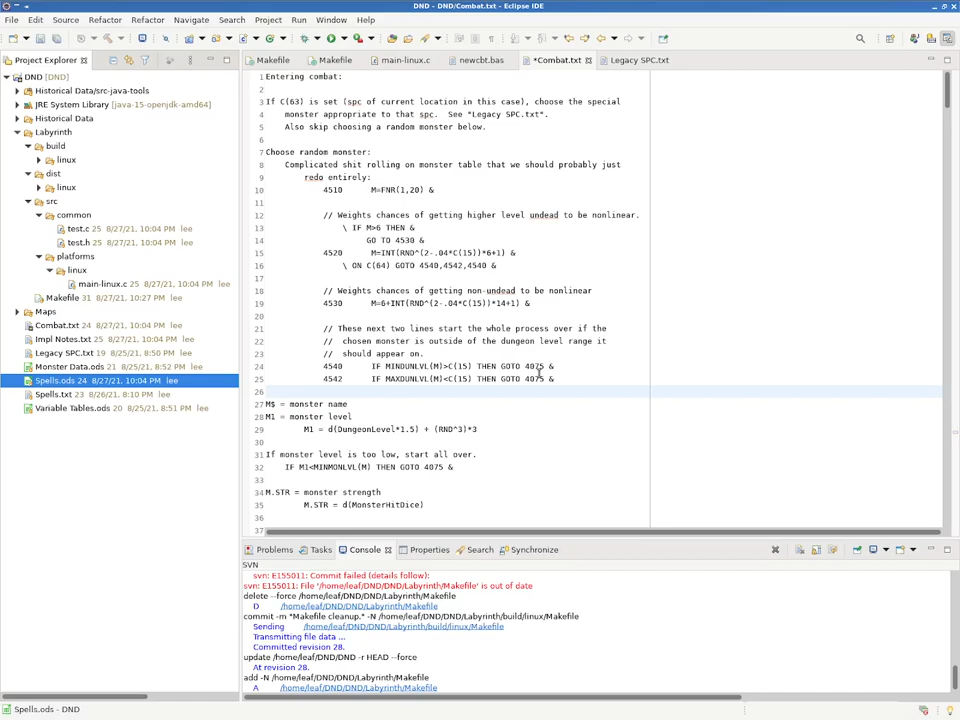 DND - DND/Combat.txt - Eclipse IDE
File Edit Source Refactor Refactor Navigate Search Project Run Window Help
Project Explorer
Makefile Makefile main-linux.c newcbt.bas *Combat.txt Legacy SPC.txt
DND [DND]
Historical Data/src-java-tools
JRE System Library [java-15-openjdk-amd64]
Historical Data
Labyrinth
build
linux
dist
linux
src
common
test.c 25 8/27/21, 10:04 PM lee
test.h 25 8/27/21, 10:04 PM lee
platforms
linux
main-linux.c 25 8/27/21, 10:04 PM lee
Makefile 31 8/27/21, 10:27 PM lee
Maps
Combat.txt 24 8/27/21, 10:04 PM lee
Impl Notes.txt 24 8/27/21, 10:04 PM lee
Legacy SPC.txt 19 8/25/21, 8:50 PM lee
Monster Data.ods 21 8/25/21, 8:52 PM lee
Spells.ods 24 8/27/21, 10:04 PM lee
Spells.txt 23 8/26/21, 8:10 PM lee
Variable Tables.ods 20 8/25/21, 8:51 PM lee
1 Entering combat:
2
3 If C(63) is set (spc of current location in this case), choose the special
4 monster appropriate to that spc. See "Legacy SPC.txt".
5 Also skip choosing a random monster below.
6
7 Choose random monster:
8 Complicated shit rolling on monster table that we should probably just
9 redo entirely:
10 4510 M=FNR(1,20) &
11
12 // Weights chances of getting higher level undead to be nonlinear.
13 \ IF M>6 THEN &
14 GO TO 4530 &
15 4520 M=INT(RND^(2-.04*C(15))*6+1) &
16 \ ON C(64) GOTO 4540,4542,4540 &
17
18 // Weights chances of getting non-undead to be nonlinear
19 4530 M=6+INT(RND^(2-.04*C(15))*14+1) &
20
21 // These next two lines start the whole process over if the
22 // chosen monster is outside of the dungeon level range it
23 // should appear on.
24 4540 IF MINDUNLVL(M)>C(15) THEN GOTO 4075 &
25 4542 IF MAXDUNLVL(M)<C(15) THEN GOTO 4075 &
26
27 M$ = monster name
28 M1 = monster level
29 M1 = d(DungeonLevel*1.5) + (RND^3)*3
30
31 If monster level is too low, start all over.
32 IF M1<MINMONLVL(M) THEN GOTO 4075 &
33
34 M.STR = monster strength
35 M.STR = d(MonsterHitDice)
36
37
Problems Tasks Console Properties Search Synchronize
SVN
svn: E155011: Commit failed (details follow):
svn: E155011: File '/home/leaf/DND/DND/Labyrinth/Makefile' is out of date
delete --force /home/leaf/DND/DND/Labyrinth/Makefile
D /home/leaf/DND/DND/Labyrinth/Makefile
commit -m "Makefile cleanup." -N /home/leaf/DND/DND/Labyrinth/build/linux/Makefile
Sending /home/leaf/DND/DND/Labyrinth/build/linux/Makefile
Transmitting file data ...
Committed revision 28.
update /home/leaf/DND/DND -r HEAD --force
At revision 28.
add -N /home/leaf/DND/DND/Labyrinth/Makefile
A /home/leaf/DND/DND/Labyrinth/Makefile
Spells.ods - DND